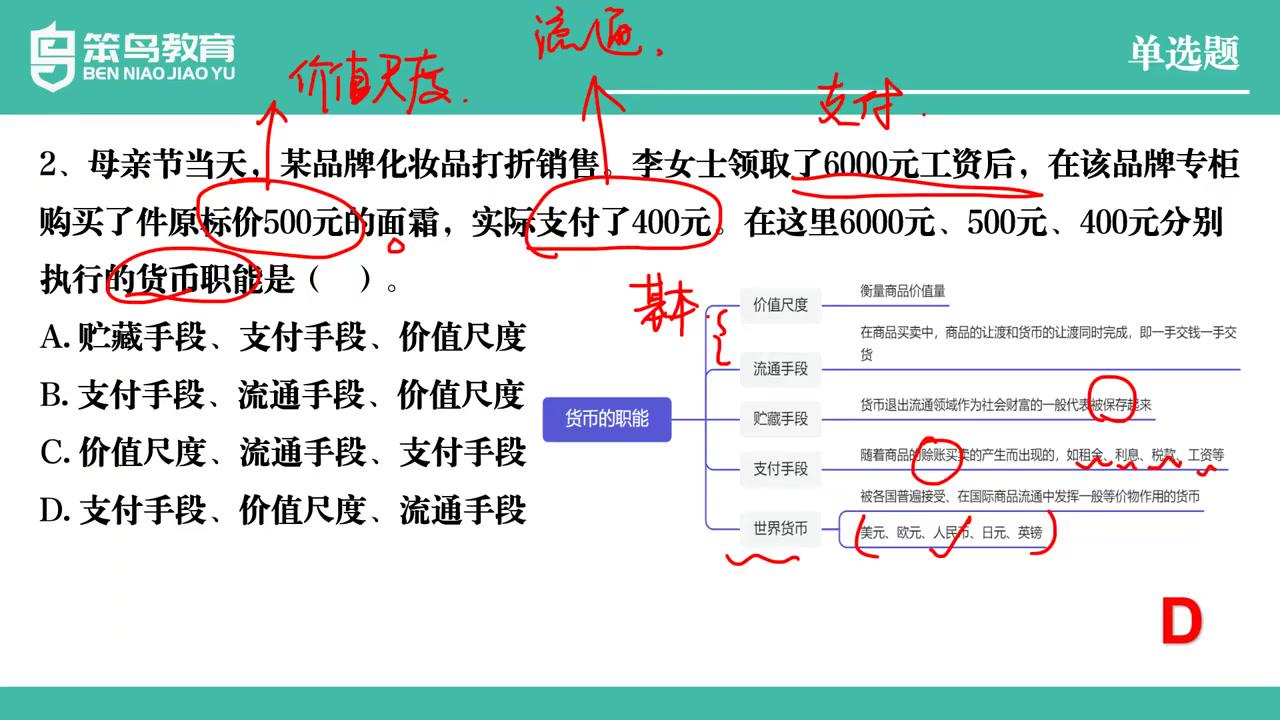 笨鸟教育
BEN NIAO JIAO YU
单选题
流通
价值尺度
支付
2、母亲节当天，某品牌化妆品打折销售。李女士领取了6000元工资后，在该品牌专柜
购买了件原标价500元的面霜，实际支付了400元。在这里6000元、500元、400元分别
执行的货币职能是（ ）。
A. 贮藏手段、支付手段、价值尺度
B. 支付手段、流通手段、价值尺度
C. 价值尺度、流通手段、支付手段
D. 支付手段、价值尺度、流通手段
基本
货币的职能
价值尺度
衡量商品价值量
流通手段
在商品买卖中，商品的让渡和货币的让渡同时完成，即一手交钱一手交
货
贮藏手段
货币退出流通领域作为社会财富的一般代表被保存起来
支付手段
随着商品的赊账买卖的产生而出现的，如租金、利息、税款、工资等
世界货币
被各国普遍接受、在国际商品流通中发挥一般等价物作用的货币
美元、欧元、人民币、日元、英镑
D